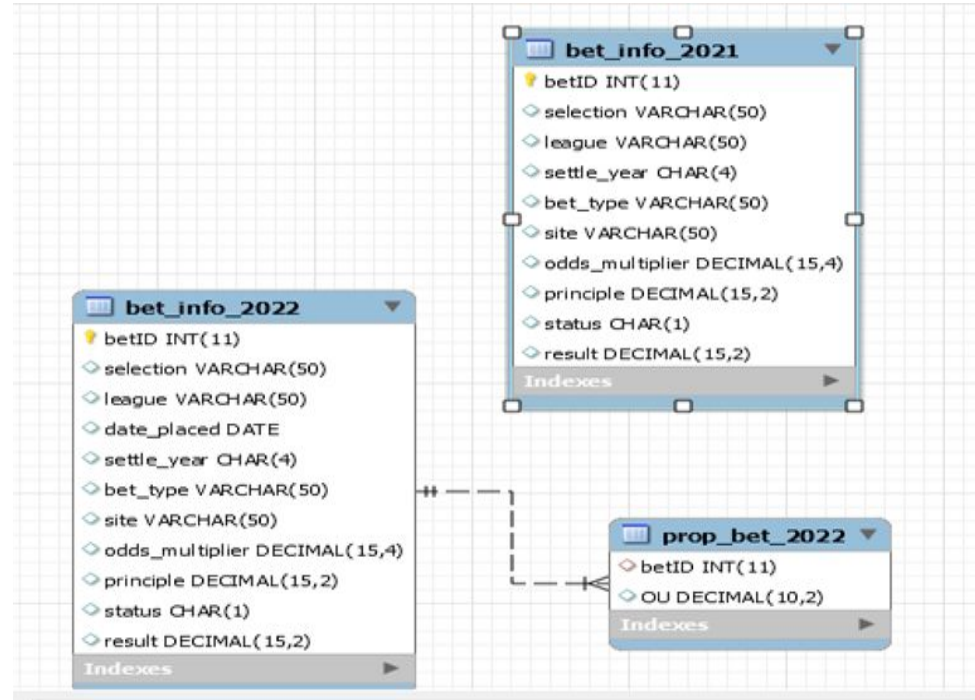 bet_info_2021
betID INT(11)
selection VARCHAR(50)
league VARCHAR(50)
settle_year CHAR(4)
bet_type VARCHAR(50)
site VARCHAR(50)
odds_multiplier DECIMAL(15,4)
principle DECIMAL(15,2)
status CHAR(1)
result DECIMAL(15,2)
Indexes
bet_info_2022
betID INT(11)
selection VARCHAR(50)
league VARCHAR(50)
date_placed DATE
settle_year CHAR(4)
bet_type VARCHAR(50)
site VARCHAR(50)
odds_multiplier DECIMAL(15,4)
principle DECIMAL(15,2)
status CHAR(1)
result DECIMAL(15,2)
Indexes
prop_bet_2022
betID INT(11)
OU DECIMAL(10,2)
Indexes